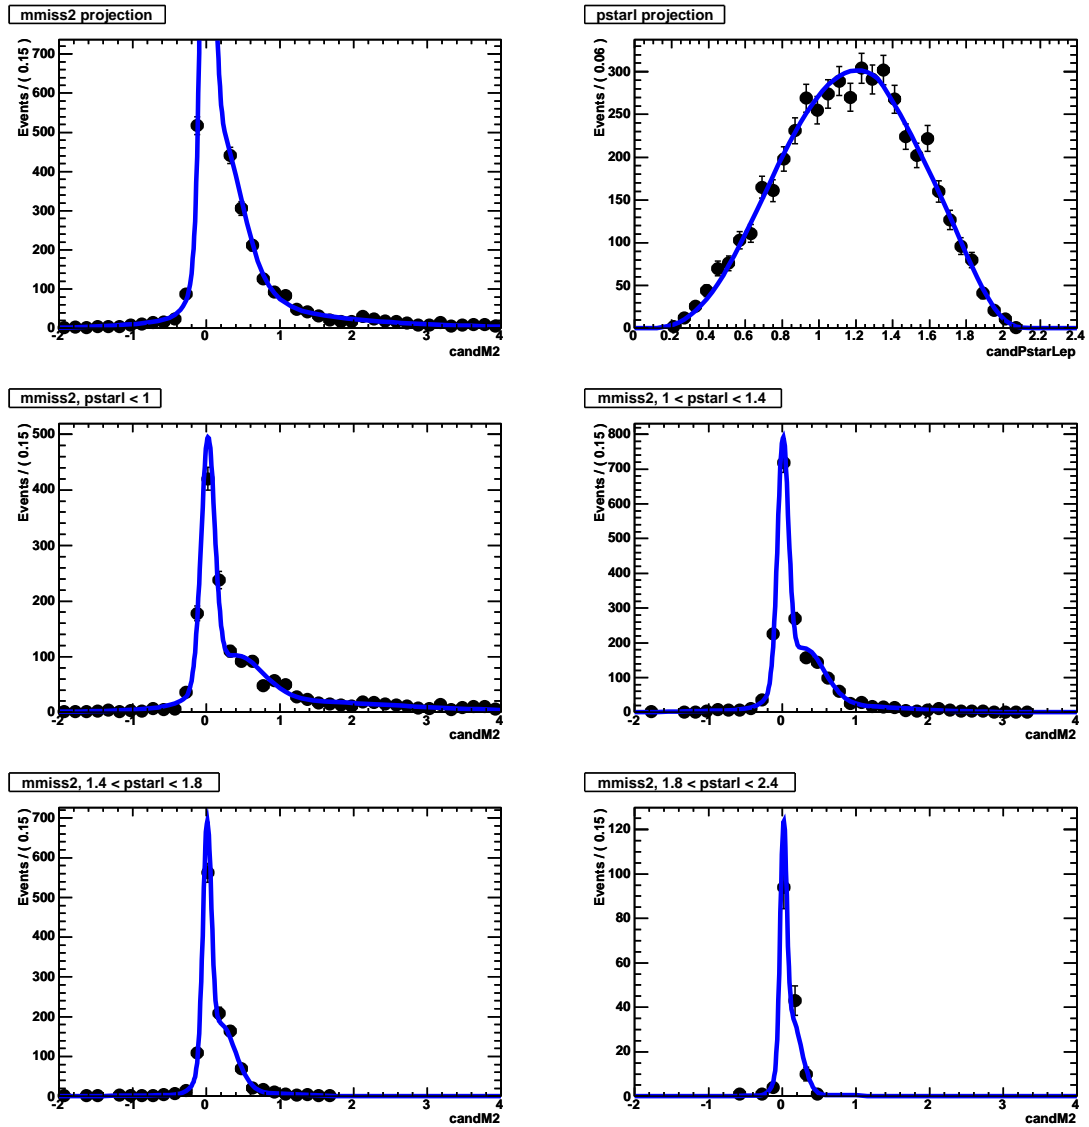 mmiss2 projection
Events / ( 0.15 )
700
600
500
400
300
200
100
0
-2 -1 0 1 2 3 4
candM2
pstarl projection
Events / ( 0.06 )
300
250
200
150
100
50
0
0 0.2 0.4 0.6 0.8 1 1.2 1.4 1.6 1.8 2 2.2 2.4
candPstarLep
mmiss2, pstarl < 1
Events / ( 0.15 )
500
400
300
200
100
0
-2 -1 0 1 2 3 4
candM2
mmiss2, 1 < pstarl < 1.4
Events / ( 0.15 )
800
700
600
500
400
300
200
100
0
-2 -1 0 1 2 3 4
candM2
mmiss2, 1.4 < pstarl < 1.8
Events / ( 0.15 )
700
600
500
400
300
200
100
0
-2 -1 0 1 2 3 4
candM2
mmiss2, 1.8 < pstarl < 2.4
Events / ( 0.15 )
120
100
80
60
40
20
0
-2 -1 0 1 2 3 4
candM2